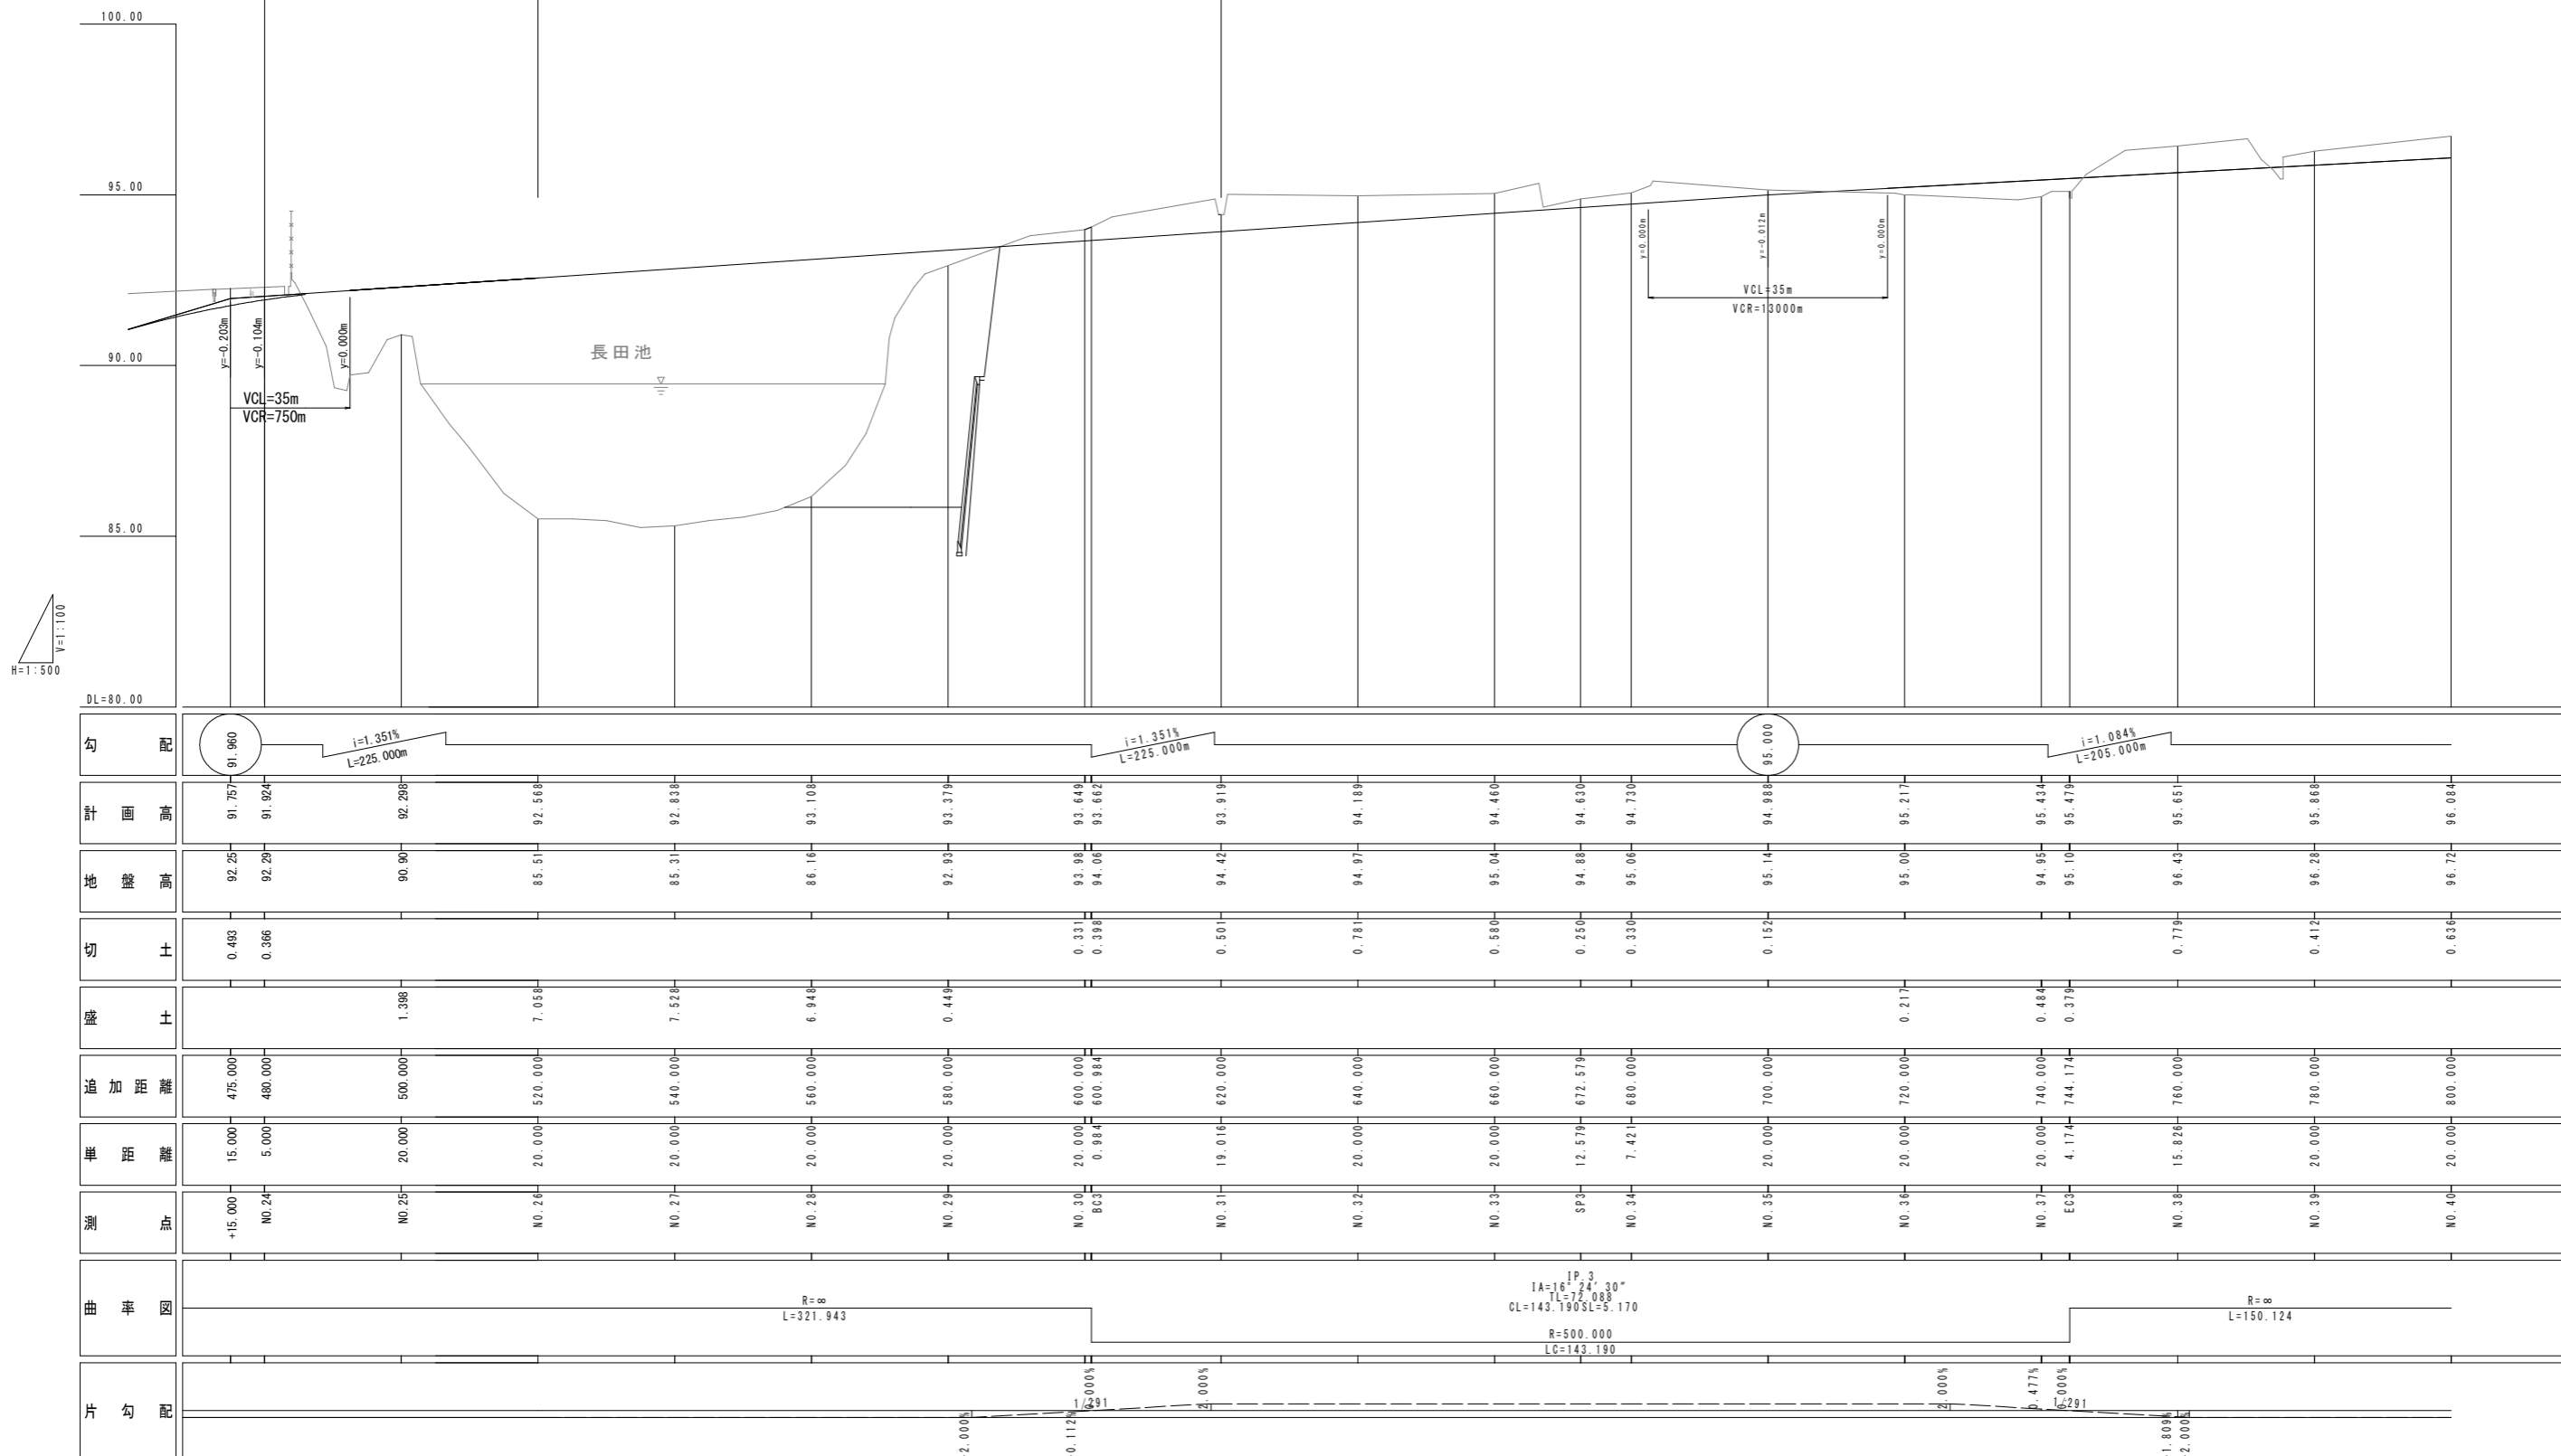 100.00
95.00
90.00
85.00
DL=80.00
V=1:100
H=1:500
長田池
y=-0.203m
y=-0.104m
y=0.000m
VCL=35m
VCR=750m
y=0.000m
y=-0.012m
y=0.000m
VCL=35m
VCR=13000m
勾配
91.960
i=1.351%
L=225.000m
i=1.351%
L=225.000m
95.000
i=1.084%
L=205.000m
計画高
91.757 91.924 92.298 92.568 92.838 93.108 93.379 93.649 93.662 93.919 94.189 94.460 94.630 94.730 94.988 95.217 95.434 95.479 95.651 95.868 96.084
地盤高
92.25 92.29 90.90 85.51 85.31 86.16 92.93 93.98 94.06 94.42 94.97 95.04 94.88 95.06 95.14 95.00 94.95 95.10 96.43 96.28 96.72
切土
0.493 0.366 0.331 0.398 0.501 0.781 0.580 0.250 0.330 0.152 0.779 0.412 0.636
盛土
1.398 7.058 7.528 6.948 0.449 0.217 0.484 0.379
追加距離
475.000 480.000 500.000 520.000 540.000 560.000 580.000 600.000 600.984 620.000 640.000 660.000 672.579 680.000 700.000 720.000 740.000 744.174 760.000 780.000 800.000
単距離
15.000 5.000 20.000 20.000 20.000 20.000 20.000 20.000 0.984 19.016 20.000 20.000 12.579 7.421 20.000 20.000 20.000 4.174 15.826 20.000 20.000
測点
+15.000 NO.24 NO.25 NO.26 NO.27 NO.28 NO.29 NO.30 BC3 NO.31 NO.32 NO.33 SP3 NO.34 NO.35 NO.36 NO.37 EC3 NO.38 NO.39 NO.40
曲率図
R=∞
L=321.943
IP.3
IA=16°24′30″
TL=72.088
CL=143.190SL=5.170
R=500.000
LC=143.190
R=∞
L=150.124
片勾配
0.000%
2.000%
2.000%
0.477%
0.000%
1/291
1/291